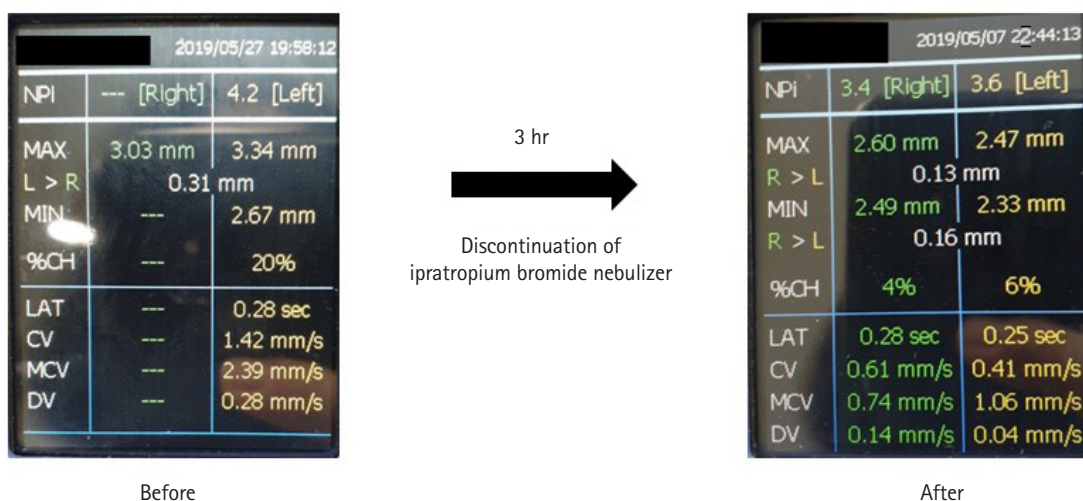 2019/05/27 19:58:12
NPi --- [Right] 4.2 [Left]
MAX 3.03 mm 3.34 mm
L > R 0.31 mm
MIN --- 2.67 mm
%CH --- 20%
LAT --- 0.28 sec
CV --- 1.42 mm/s
MCV --- 2.39 mm/s
DV --- 0.28 mm/s
Before
3 hr
Discontinuation of
ipratropium bromide nebulizer
2019/05/07 22:44:13
NPi 3.4 [Right] 3.6 [Left]
MAX 2.60 mm 2.47 mm
R > L 0.13 mm
MIN 2.49 mm 2.33 mm
R > L 0.16 mm
%CH 4% 6%
LAT 0.28 sec 0.25 sec
CV 0.61 mm/s 0.41 mm/s
MCV 0.74 mm/s 1.06 mm/s
DV 0.14 mm/s 0.04 mm/s
After